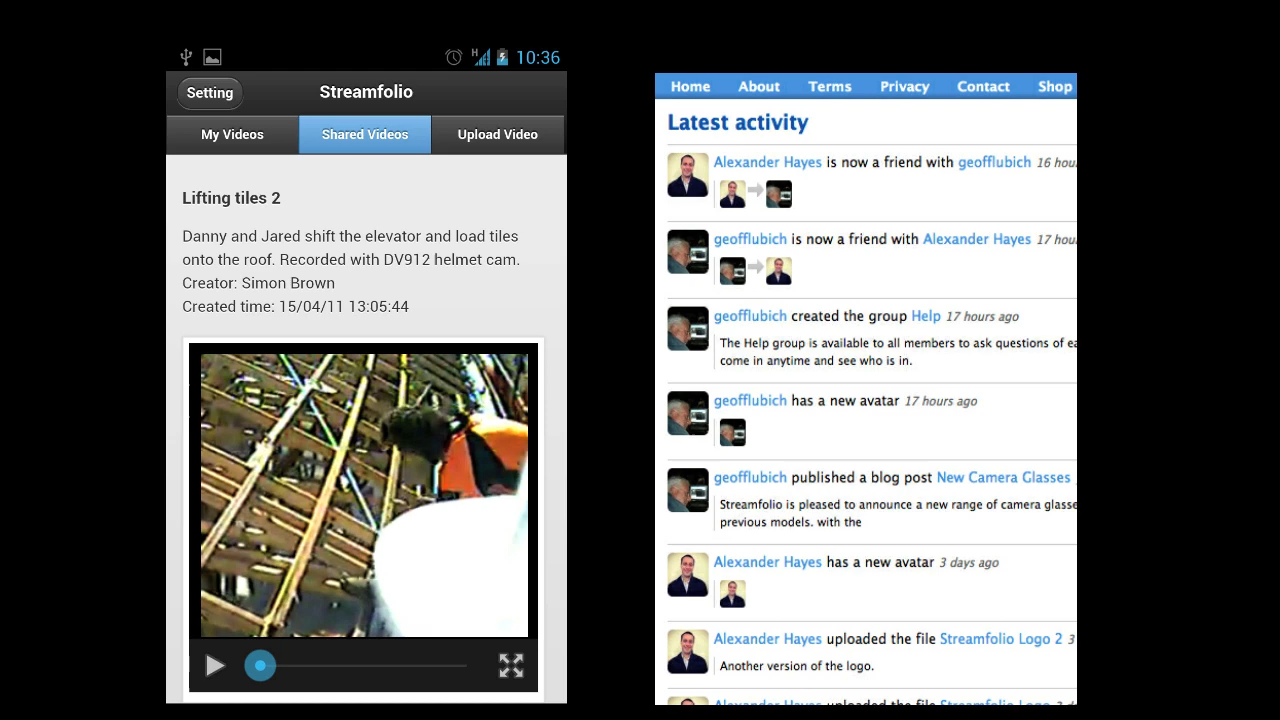 H 10:36
Setting
Streamfolio
My Videos
Shared Videos
Upload Video
Lifting tiles 2
Danny and Jared shift the elevator and load tiles
onto the roof. Recorded with DV912 helmet cam.
Creator: Simon Brown
Created time: 15/04/11 13:05:44
Home About Terms Privacy Contact Shop
Latest activity
Alexander Hayes is now a friend with geofflubich 16 hou
geofflubich is now a friend with Alexander Hayes 17 hou
geofflubich created the group Help 17 hours ago
The Help group is available to all members to ask questions of ea
come in anytime and see who is in.
geofflubich has a new avatar 17 hours ago
geofflubich published a blog post New Camera Glasses
Streamfolio is pleased to announce a new range of camera glasse
previous models. with the
Alexander Hayes has a new avatar 3 days ago
Alexander Hayes uploaded the file Streamfolio Logo 2 3
Another version of the logo.
Alexander Hayes uploaded the file Streamfolio Logo